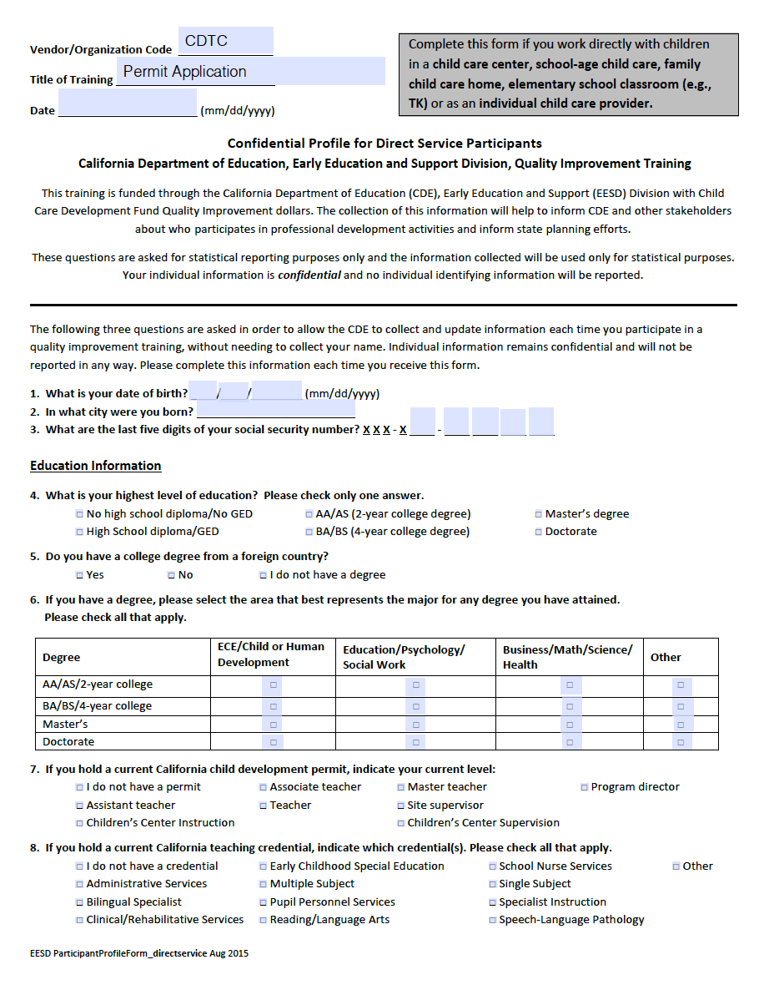 Vendor/Organization Code CDTC
Title of Training Permit Application
Date (mm/dd/yyyy)
Complete this form if you work directly with children
in a child care center, school-age child care, family
child care home, elementary school classroom (e.g.,
TK) or as an individual child care provider.
Confidential Profile for Direct Service Participants
California Department of Education, Early Education and Support Division, Quality Improvement Training
This training is funded through the California Department of Education (CDE), Early Education and Support (EESD) Division with Child
Care Development Fund Quality Improvement dollars. The collection of this information will help to inform CDE and other stakeholders
about who participates in professional development activities and inform state planning efforts.
These questions are asked for statistical reporting purposes only and the information collected will be used only for statistical purposes.
Your individual information is confidential and no individual identifying information will be reported.
The following three questions are asked in order to allow the CDE to collect and update information each time you participate in a
quality improvement training, without needing to collect your name. Individual information remains confidential and will not be
reported in any way. Please complete this information each time you receive this form.
1. What is your date of birth? / / (mm/dd/yyyy)
2. In what city were you born?
3. What are the last five digits of your social security number? X X X - X -
Education Information
4. What is your highest level of education? Please check only one answer.
□ No high school diploma/No GED □ AA/AS (2-year college degree) □ Master's degree
□ High School diploma/GED □ BA/BS (4-year college degree) □ Doctorate
5. Do you have a college degree from a foreign country?
□ Yes □ No □ I do not have a degree
6. If you have a degree, please select the area that best represents the major for any degree you have attained.
Please check all that apply.
Degree ECE/Child or Human Development Education/Psychology/ Social Work Business/Math/Science/ Health Other
AA/AS/2-year college □ □ □ □
BA/BS/4-year college □ □ □ □
Master's □ □ □ □
Doctorate □ □ □ □
7. If you hold a current California child development permit, indicate your current level:
□ I do not have a permit □ Associate teacher □ Master teacher □ Program director
□ Assistant teacher □ Teacher □ Site supervisor
□ Children's Center Instruction □ Children's Center Supervision
8. If you hold a current California teaching credential, indicate which credential(s). Please check all that apply.
□ I do not have a credential □ Early Childhood Special Education □ School Nurse Services □ Other
□ Administrative Services □ Multiple Subject □ Single Subject
□ Bilingual Specialist □ Pupil Personnel Services □ Specialist Instruction
□ Clinical/Rehabilitative Services □ Reading/Language Arts □ Speech-Language Pathology
EESD ParticipantProfileForm_directservice Aug 2015